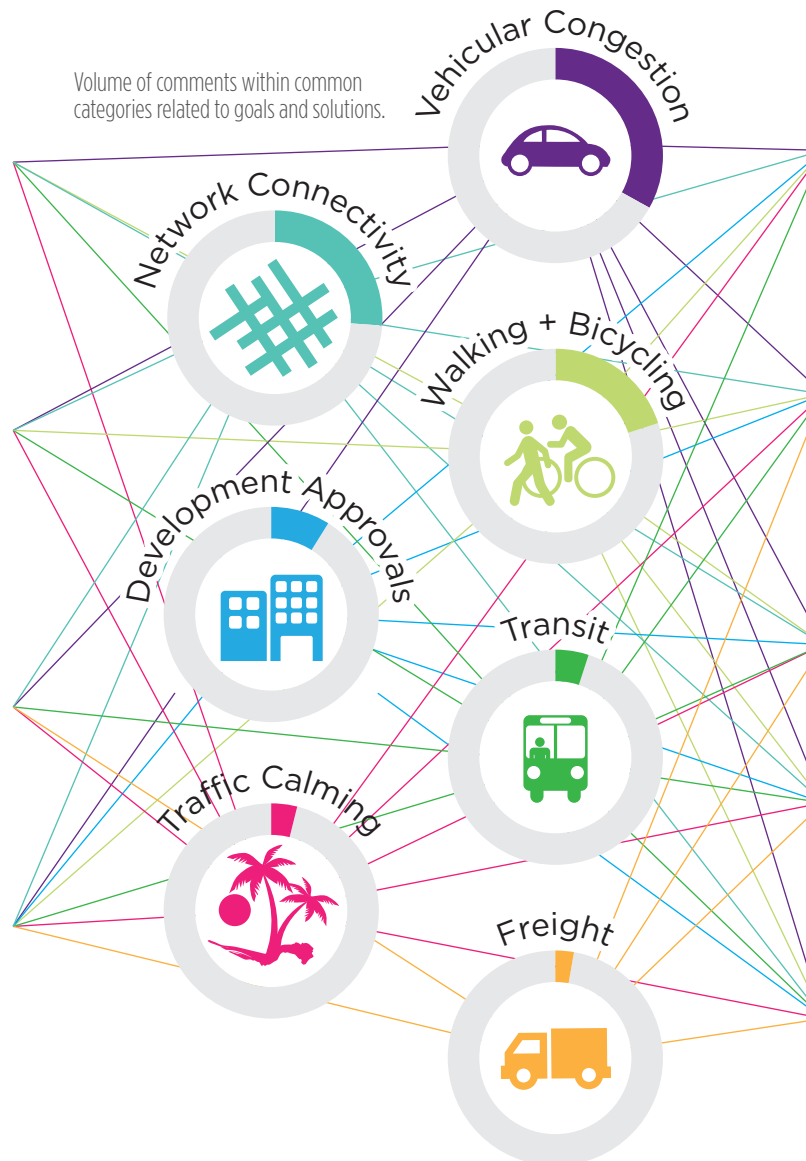 Volume of comments within common
categories related to goals and solutions.
Vehicular Congestion
Network Connectivity
Walking + Bicycling
Development Approvals
Transit
Traffic Calming
Freight